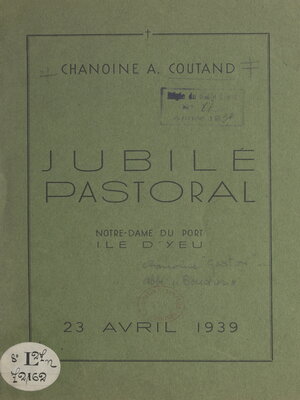 CHANOINE A. COUTAND
JUBILÉ
PASTORAL
NOTRE-DAME DU PORT
ILE D'YEU
23 AVRIL 1939